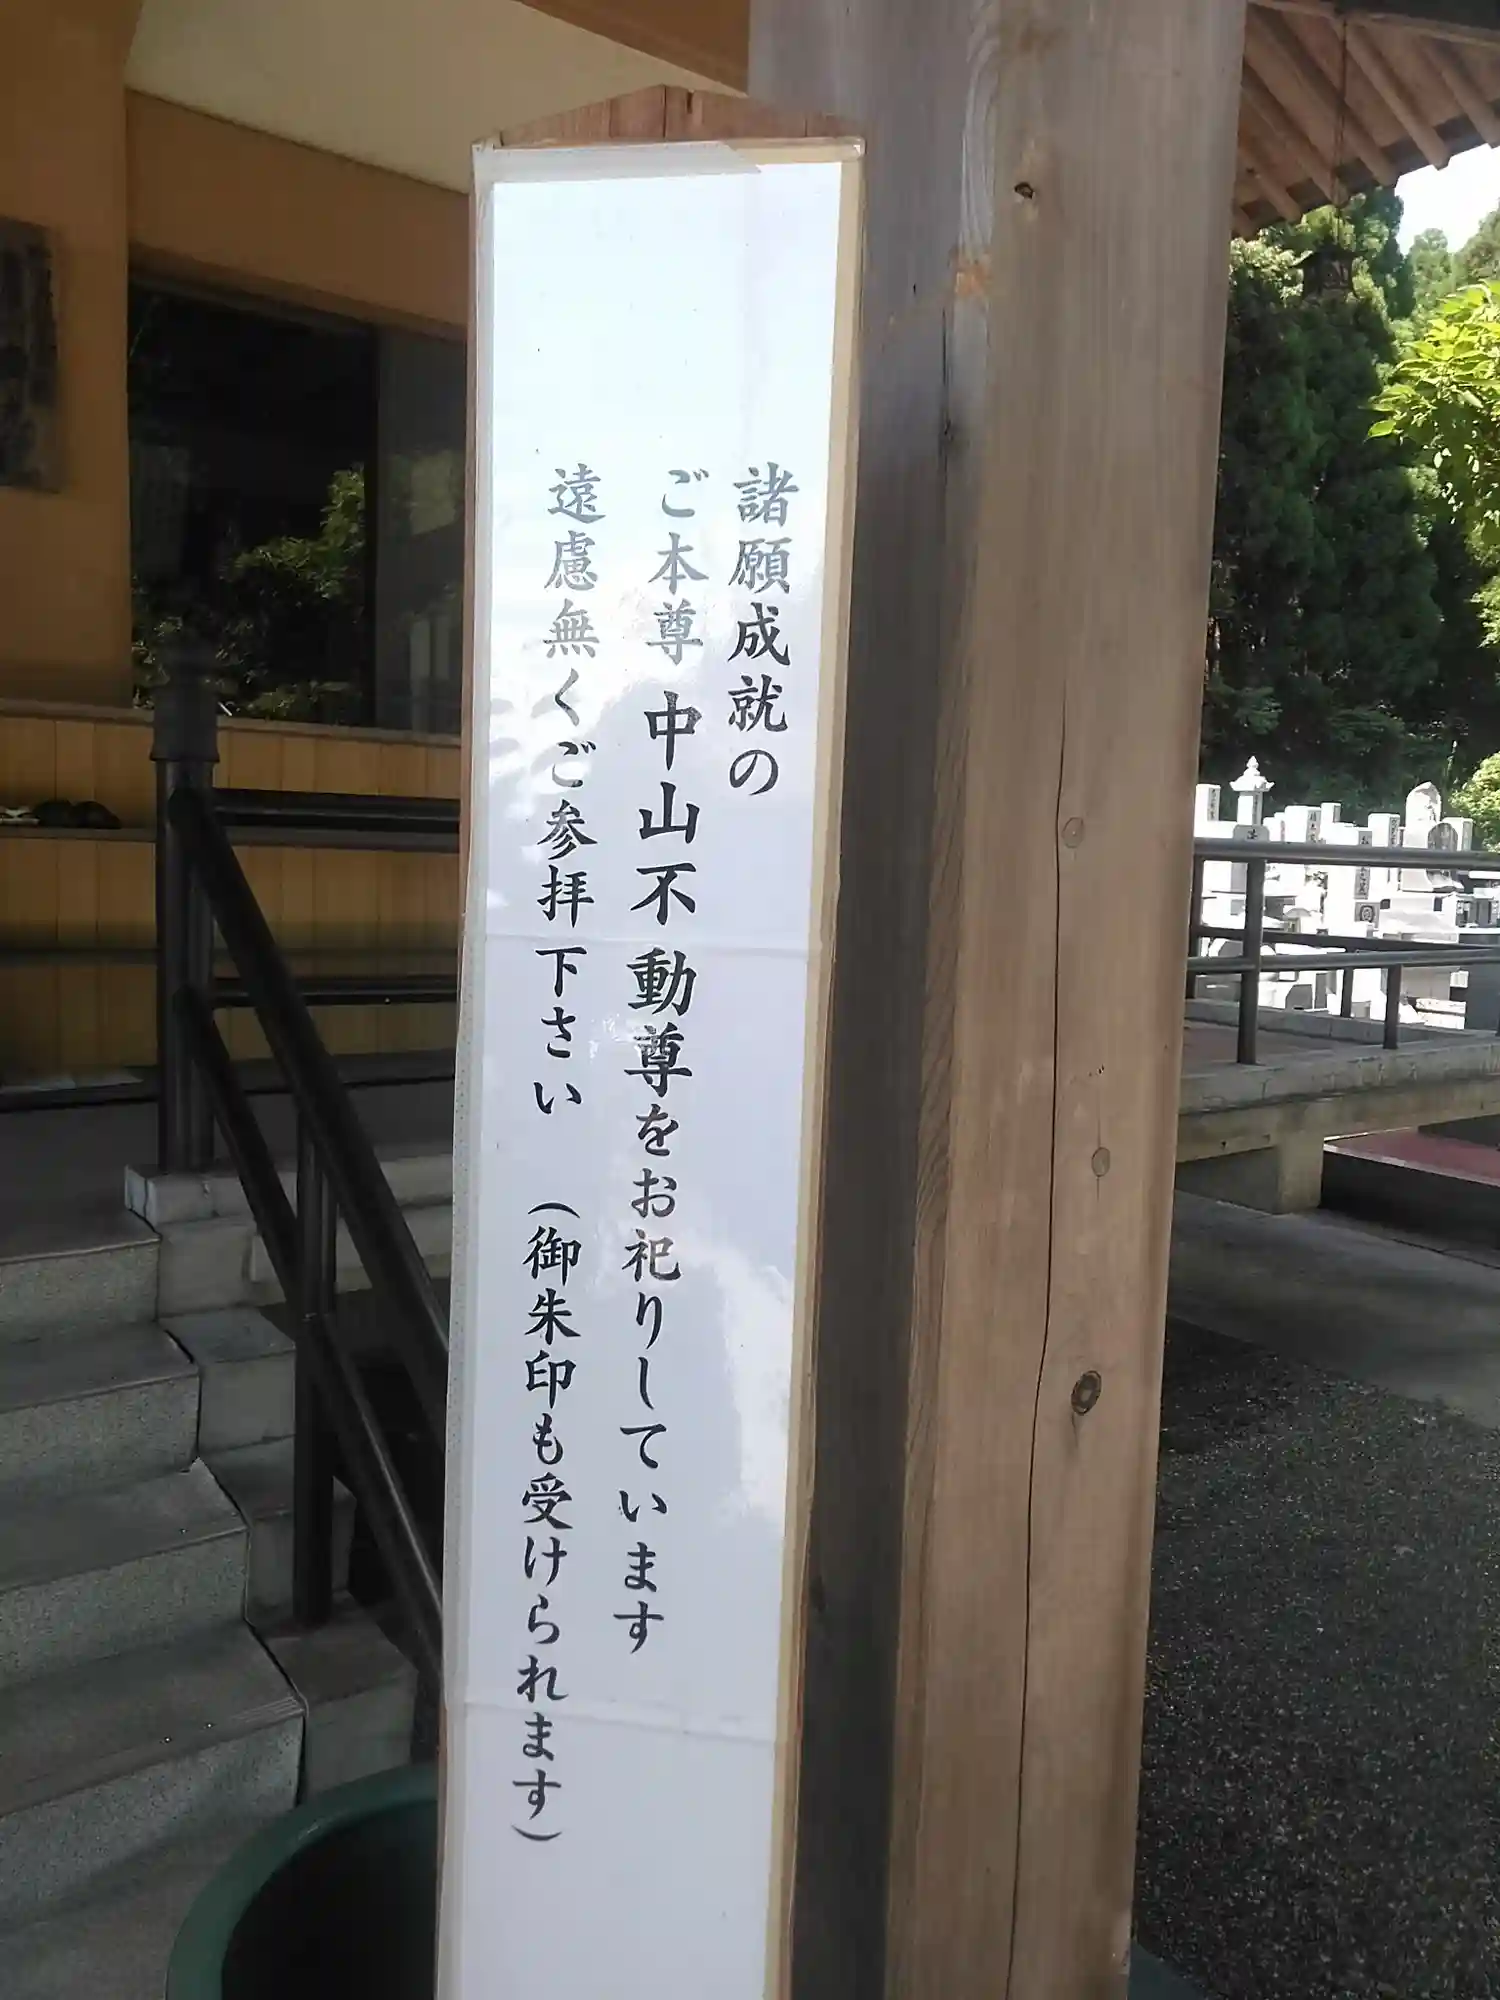 諸願成就の
ご本尊 中山不動尊をお祀りしています
遠慮無くご参拝下さい (御朱印も受けられます)